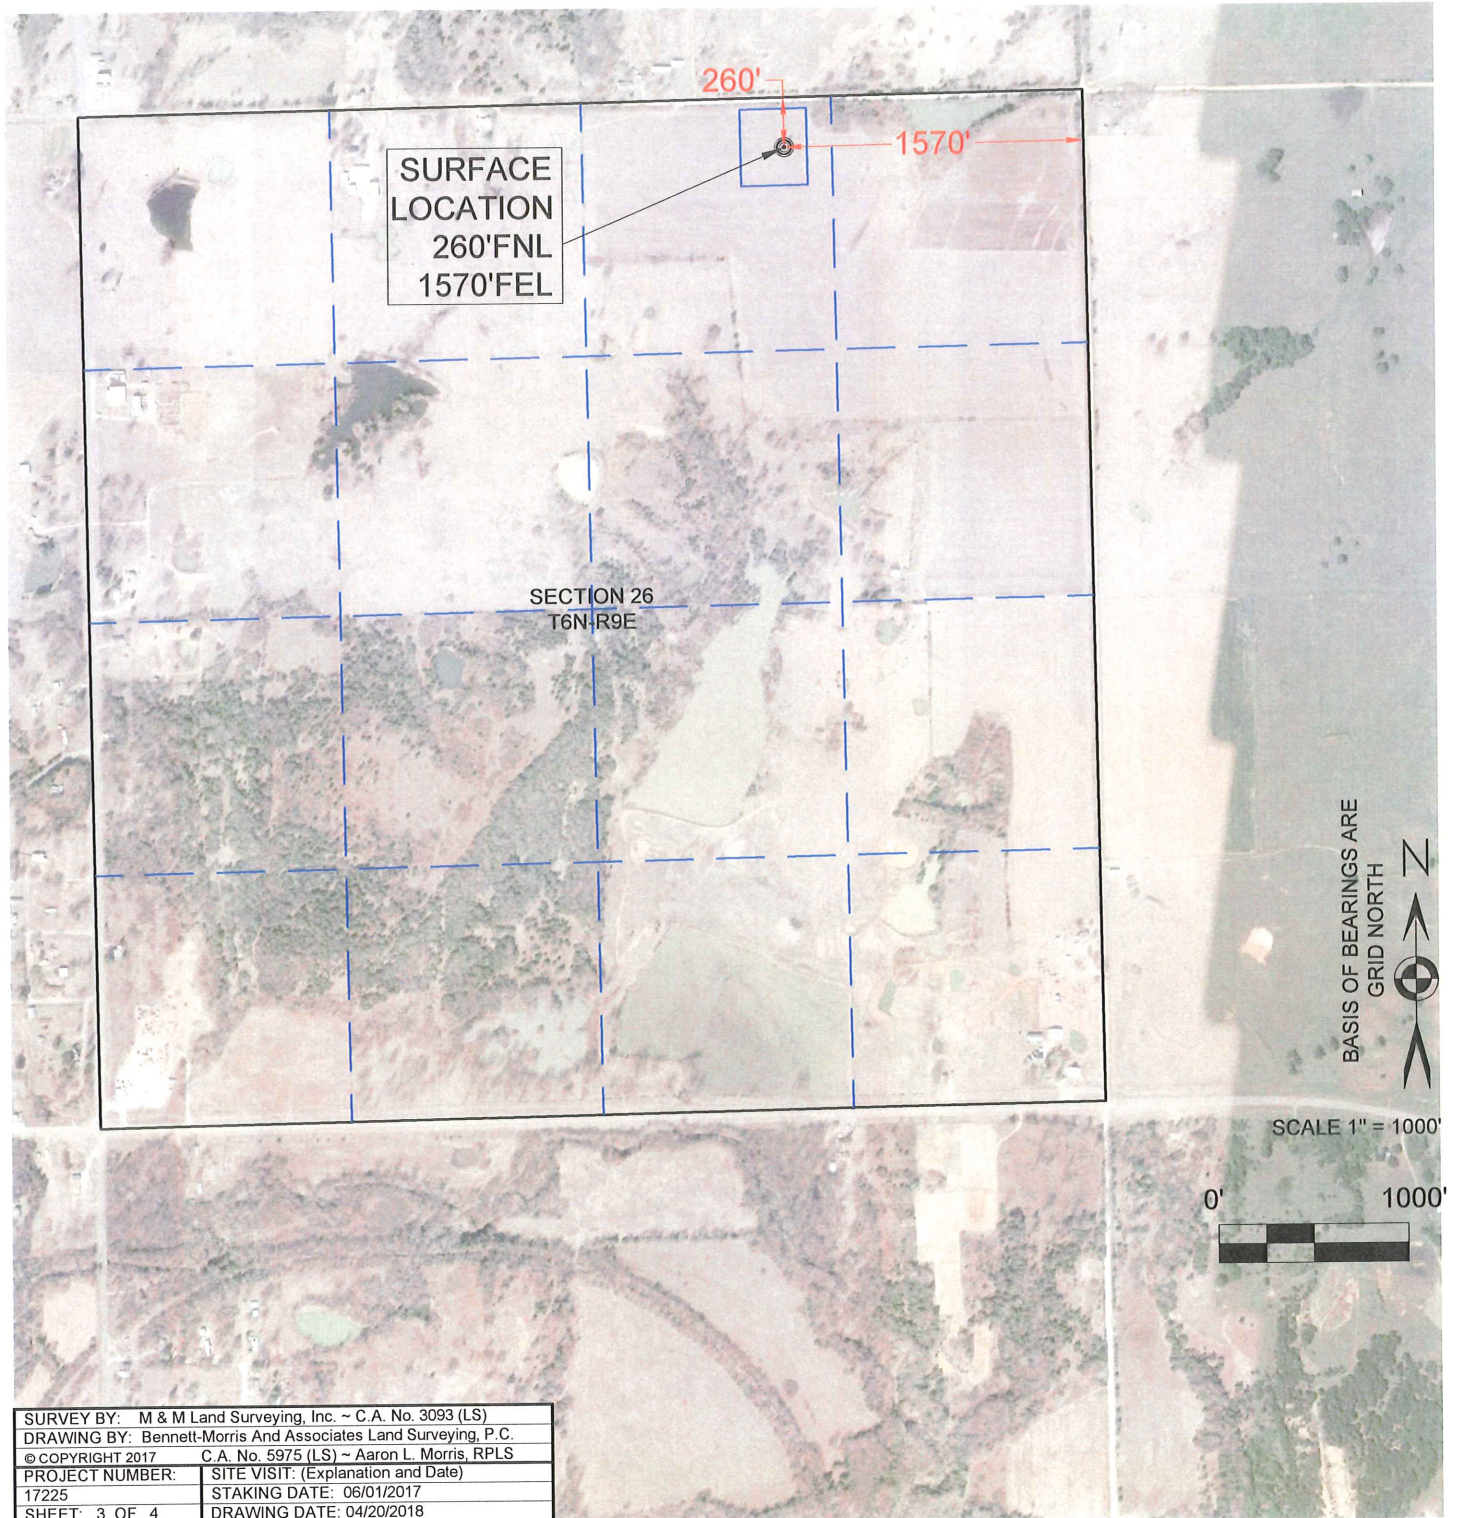 260'
1570'
SURFACE
LOCATION
260'FNL
1570'FEL
SECTION 26
T6N-R9E
BASIS OF BEARINGS ARE
GRID NORTH
N
SCALE 1" = 1000'
0' 1000'
SURVEY BY: M & M Land Surveying, Inc. ~ C.A. No. 3093 (LS)
DRAWING BY: Bennett-Morris And Associates Land Surveying, P.C.
© COPYRIGHT 2017 C.A. No. 5975 (LS) ~ Aaron L. Morris, RPLS
PROJECT NUMBER: SITE VISIT: (Explanation and Date)
17225 STAKING DATE: 06/01/2017
SHEET: 3 OF 4 DRAWING DATE: 04/20/2018